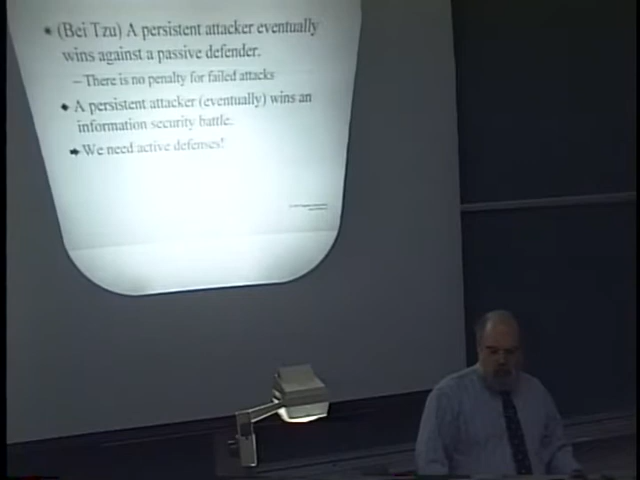 (Bei Tzu) A persistent attacker eventually
wins against a passive defender.
– There is no penalty for failed attacks
A persistent attacker (eventually) wins an
information security battle.
We need active defenses!